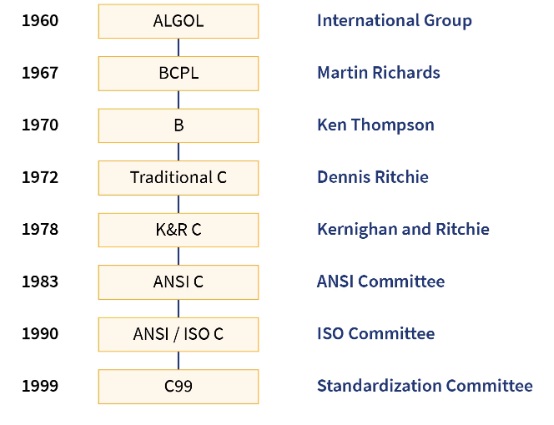 1960 ALGOL International Group
1967 BCPL Martin Richards
1970 B Ken Thompson
1972 Traditional C Dennis Ritchie
1978 K&R C Kernighan and Ritchie
1983 ANSI C ANSI Committee
1990 ANSI / ISO C ISO Committee
1999 C99 Standardization Committee